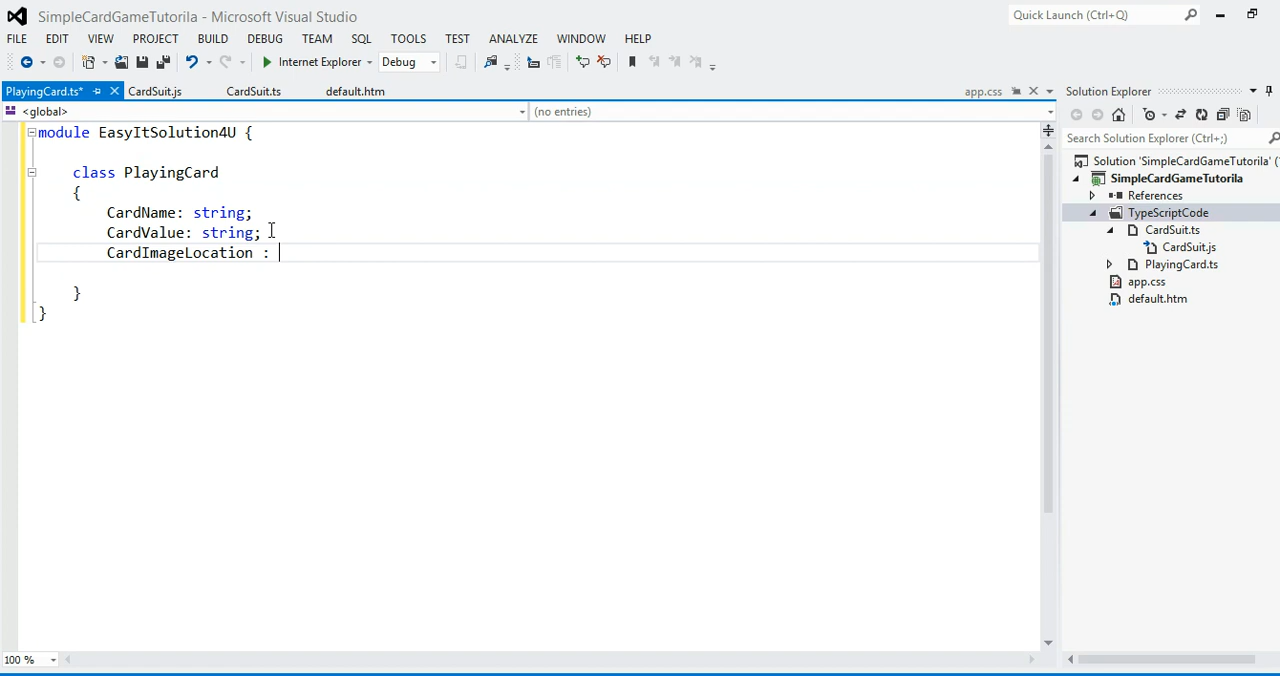 SimpleCardGameTutorila - Microsoft Visual Studio
Quick Launch (Ctrl+Q)
FILE EDIT VIEW PROJECT BUILD DEBUG TEAM SQL TOOLS TEST ANALYZE WINDOW HELP
Internet Explorer Debug
PlayingCard.ts* CardSuit.js CardSuit.ts default.htm app.css
Solution Explorer
<global> (no entries)
Search Solution Explorer (Ctrl+;)
module EasyItSolution4U {
class PlayingCard
{
CardName: string;
CardValue: string;
CardImageLocation :
}
}
Solution 'SimpleCardGameTutorila' (
SimpleCardGameTutorila
References
TypeScriptCode
CardSuit.ts
CardSuit.js
PlayingCard.ts
app.css
default.htm
100 %